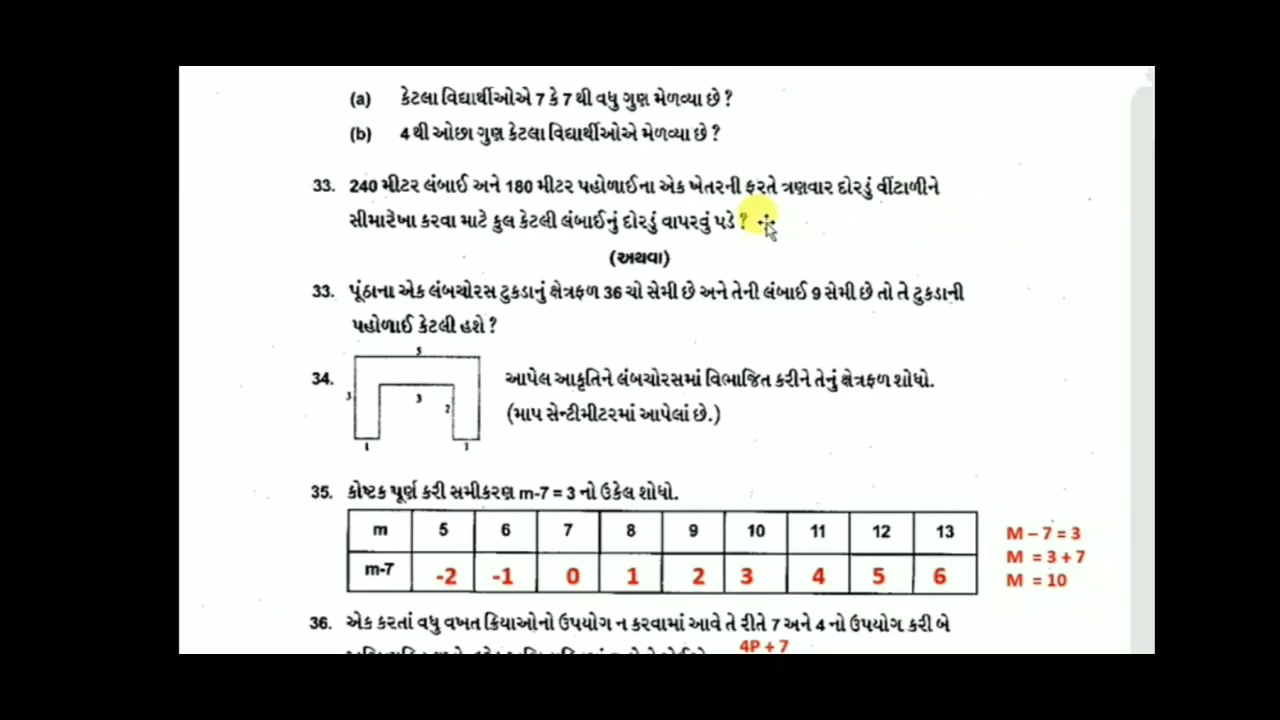 (a) કેટલા વિદ્યાર્થીઓએ 7 કે 7 થી વધુ ગુણ મેળવ્યા છે ?
(b) 4 થી ઓછા ગુણ કેટલા વિદ્યાર્થીઓએ મેળવ્યા છે ?
33. 240 મીટર લંબાઈ અને 180 મીટર પહોળાઈના એક ખેતરની ફરતે ત્રણવાર દોરડું વીંટાળીને
સીમારેખા કરવા માટે કુલ કેટલી લંબાઈનું દોરડું વાપરવું પડે ?
(અથવા)
33. પૂંઠાના એક લંબચોરસ ટુકડાનું ક્ષેત્રફળ 36 ચો સેમી છે અને તેની લંબાઈ 9 સેમી છે તો તે ટુકડાની
પહોળાઈ કેટલી હશે ?
34. આપેલ આકૃતિને લંબચોરસમાં વિભાજિત કરીને તેનું ક્ષેત્રફળ શોધો.
(માપ સેન્ટીમીટરમાં આપેલાં છે.)
5
3
3
2
1 1
35. કોષ્ટક પૂર્ણ કરી સમીકરણ m-7 = 3 નો ઉકેલ શોધો.
m 5 6 7 8 9 10 11 12 13
m-7 -2 -1 0 1 2 3 4 5 6
M – 7 = 3
M = 3 + 7
M = 10
36. એક કરતાં વધુ વખત ક્રિયાઓનો ઉપયોગ ન કરવામાં આવે તે રીતે 7 અને 4 નો ઉપયોગ કરી બે
4P + 7